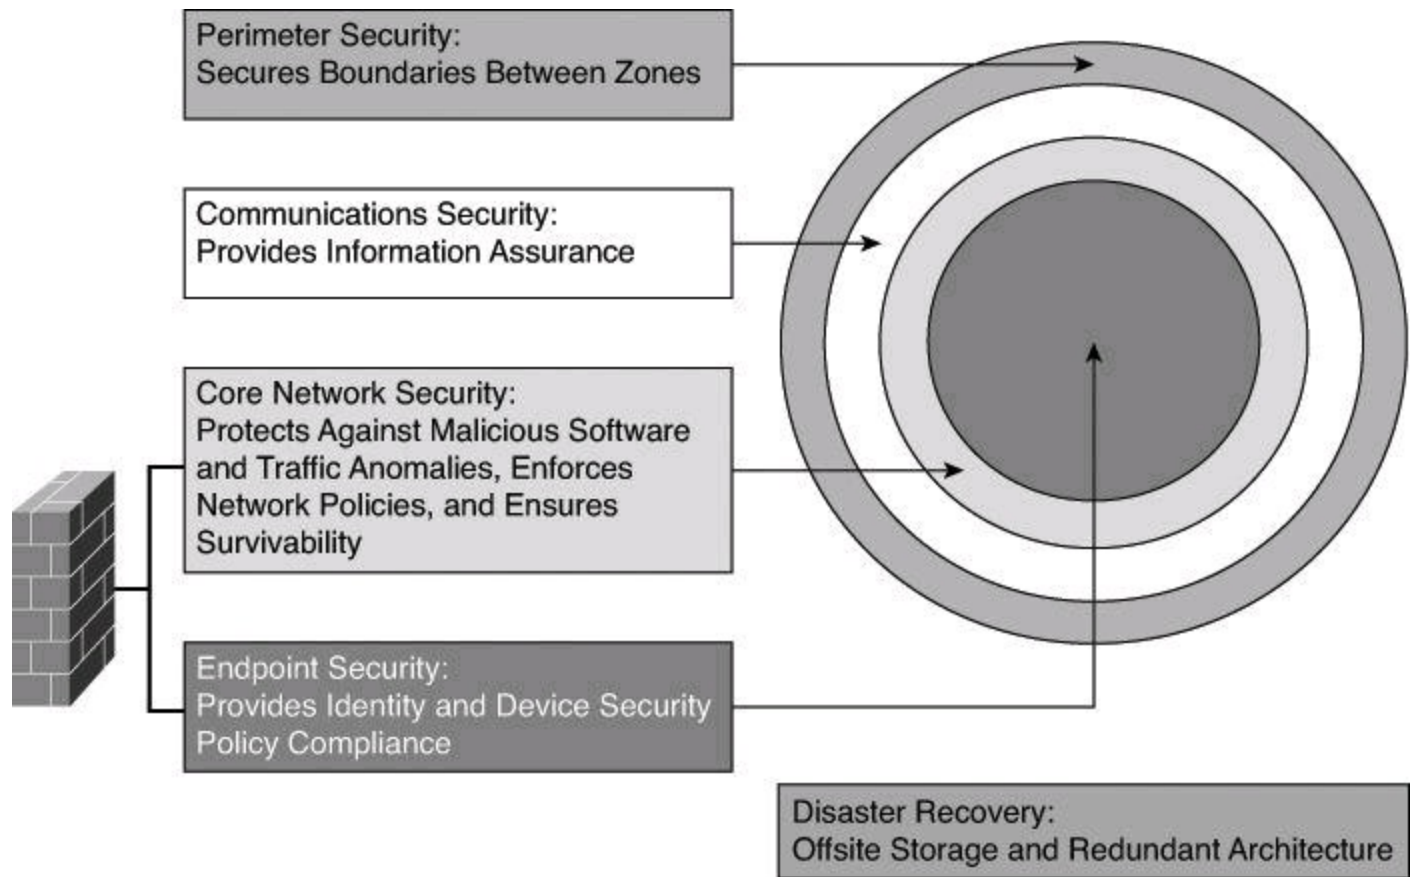 Perimeter Security:
Secures Boundaries Between Zones
Communications Security:
Provides Information Assurance
Core Network Security:
Protects Against Malicious Software
and Traffic Anomalies, Enforces
Network Policies, and Ensures
Survivability
Endpoint Security:
Provides Identity and Device Security
Policy Compliance
Disaster Recovery:
Offsite Storage and Redundant Architecture